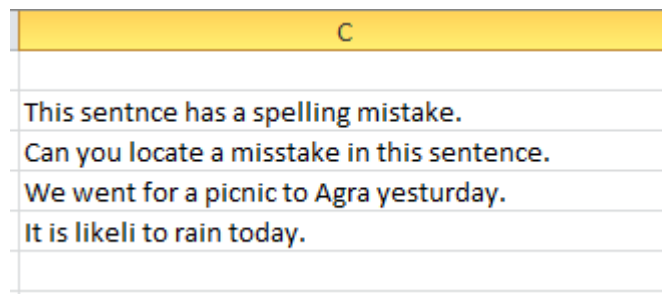 C
This sentnce has a spelling mistake.
Can you locate a misstake in this sentence.
We went for a picnic to Agra yesturday.
It is likeli to rain today.